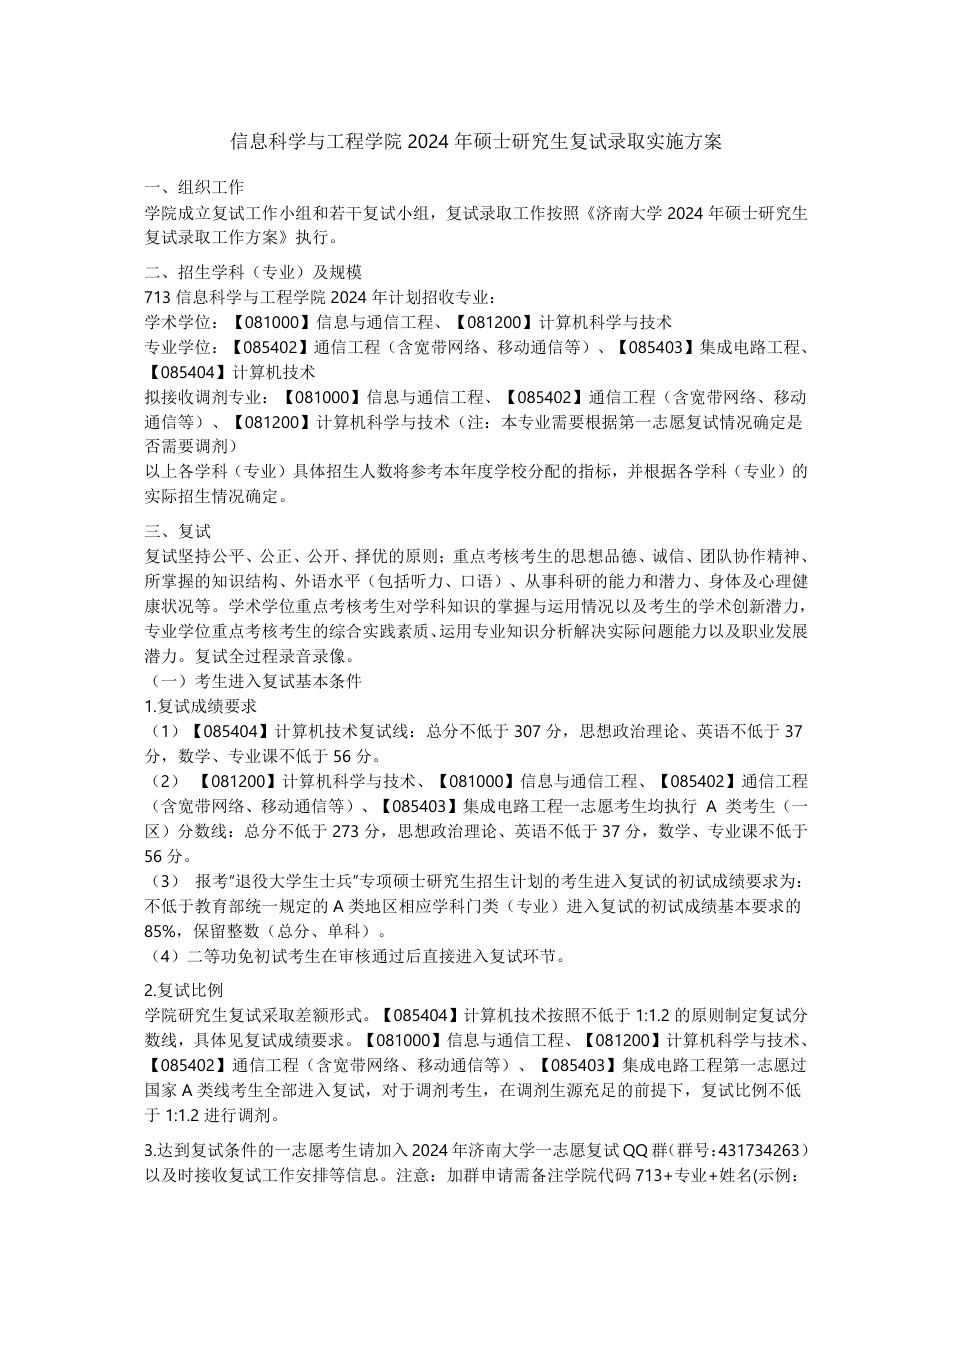 信息科学与工程学院 2024 年硕士研究生复试录取实施方案
一、组织工作
学院成立复试工作小组和若干复试小组，复试录取工作按照《济南大学 2024 年硕士研究生
复试录取工作方案》执行。
二、招生学科（专业）及规模
713 信息科学与工程学院 2024 年计划招收专业：
学术学位：【081000】信息与通信工程、【081200】计算机科学与技术
专业学位：【085402】通信工程（含宽带网络、移动通信等）、【085403】集成电路工程、
【085404】计算机技术
拟接收调剂专业：【081000】信息与通信工程、【085402】通信工程（含宽带网络、移动
通信等）、【081200】计算机科学与技术（注：本专业需要根据第一志愿复试情况确定是
否需要调剂）
以上各学科（专业）具体招生人数将参考本年度学校分配的指标，并根据各学科（专业）的
实际招生情况确定。
三、复试
复试坚持公平、公正、公开、择优的原则；重点考核考生的思想品德、诚信、团队协作精神、
所掌握的知识结构、外语水平（包括听力、口语）、从事科研的能力和潜力、身体及心理健
康状况等。学术学位重点考核考生对学科知识的掌握与运用情况以及考生的学术创新潜力，
专业学位重点考核考生的综合实践素质、运用专业知识分析解决实际问题能力以及职业发展
潜力。复试全过程录音录像。
（一）考生进入复试基本条件
1.复试成绩要求
（1）【085404】计算机技术复试线：总分不低于 307 分，思想政治理论、英语不低于 37
分，数学、专业课不低于 56 分。
（2） 【081200】计算机科学与技术、【081000】信息与通信工程、【085402】通信工程
（含宽带网络、移动通信等）、【085403】集成电路工程一志愿考生均执行 A 类考生（一
区）分数线：总分不低于 273 分，思想政治理论、英语不低于 37 分，数学、专业课不低于
56 分。
（3） 报考“退役大学生士兵”专项硕士研究生招生计划的考生进入复试的初试成绩要求为：
不低于教育部统一规定的 A 类地区相应学科门类（专业）进入复试的初试成绩基本要求的
85%，保留整数（总分、单科）。
（4）二等功免初试考生在审核通过后直接进入复试环节。
2.复试比例
学院研究生复试采取差额形式。【085404】计算机技术按照不低于 1:1.2 的原则制定复试分
数线，具体见复试成绩要求。【081000】信息与通信工程、【081200】计算机科学与技术、
【085402】通信工程（含宽带网络、移动通信等）、【085403】集成电路工程第一志愿过
国家 A 类线考生全部进入复试，对于调剂考生，在调剂生源充足的前提下，复试比例不低
于 1:1.2 进行调剂。
3.达到复试条件的一志愿考生请加入 2024 年济南大学一志愿复试 QQ 群（群号：431734263）
以及时接收复试工作安排等信息。注意：加群申请需备注学院代码 713+专业+姓名(示例：